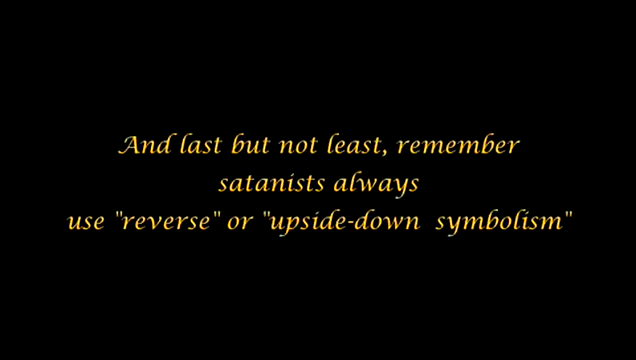 And last but not least, remember
satanists always
use "reverse" or "upside-down symbolism"